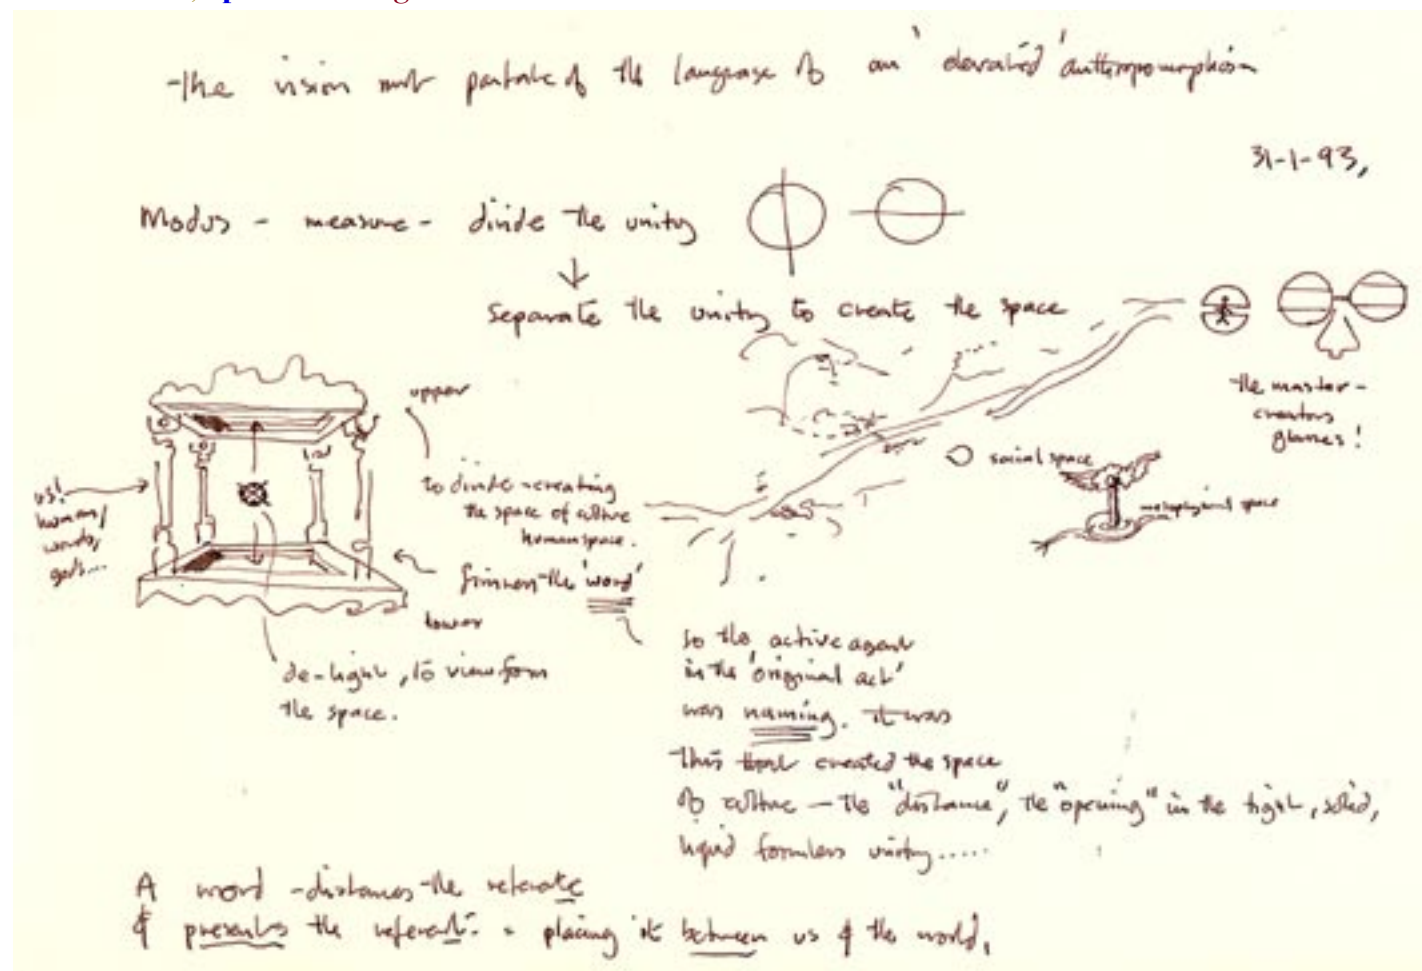 - the vision must partake of the language of an 'elevated' anthropomorphism
31-1-93,
Modus - measure - divide the unity
separate the unity to create the space
the master-
creators
glasses!
upper
social space
metaphysical space
us!
human/
words,
gods...
to divide - creating
the space of culture
human space.
the 'word'
lower
de-light, to view from
the space.
so the active agent
in the 'original act'
was naming. it was
this that created the space
of culture - the "distance", the "opening" in the tight, solid,
liquid formless unity.....
A word - distances the
& presents the referent. = placing it between us & the world,